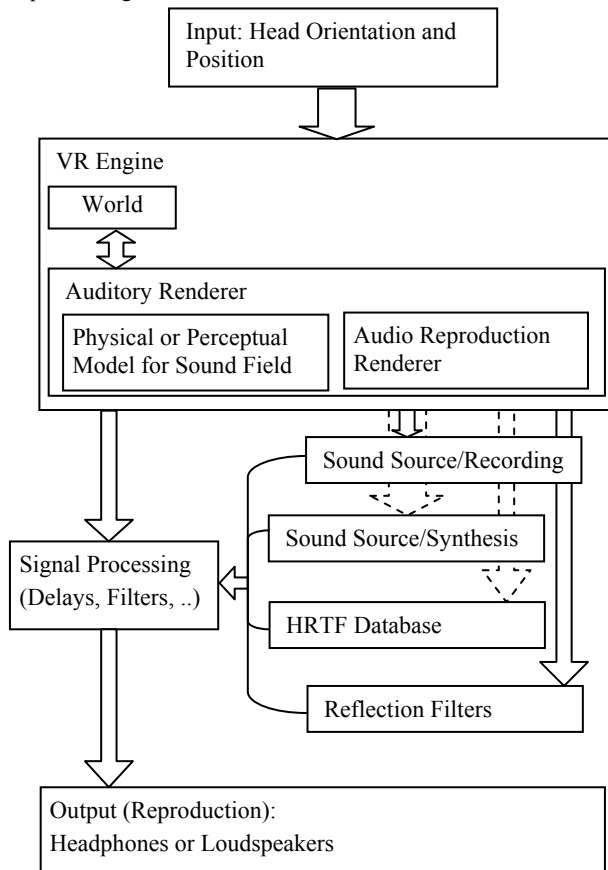 Input: Head Orientation and
Position
VR Engine
World
Auditory Renderer
Physical or Perceptual
Model for Sound Field
Audio Reproduction
Renderer
Sound Source/Recording
Sound Source/Synthesis
Signal Processing
(Delays, Filters, ..)
HRTF Database
Reflection Filters
Output (Reproduction):
Headphones or Loudspeakers